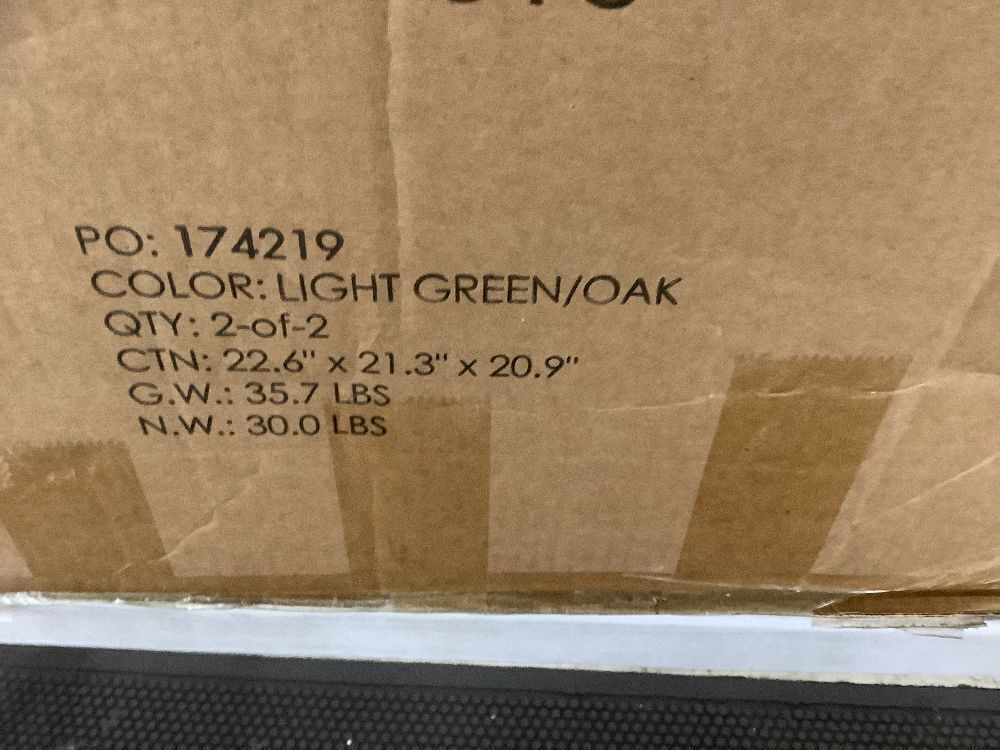 PO: 174219
COLOR: LIGHT GREEN/OAK
QTY: 2-of-2
CTN: 22.6" x 21.3" x 20.9"
G.W.: 35.7 LBS
N.W.: 30.0 LBS